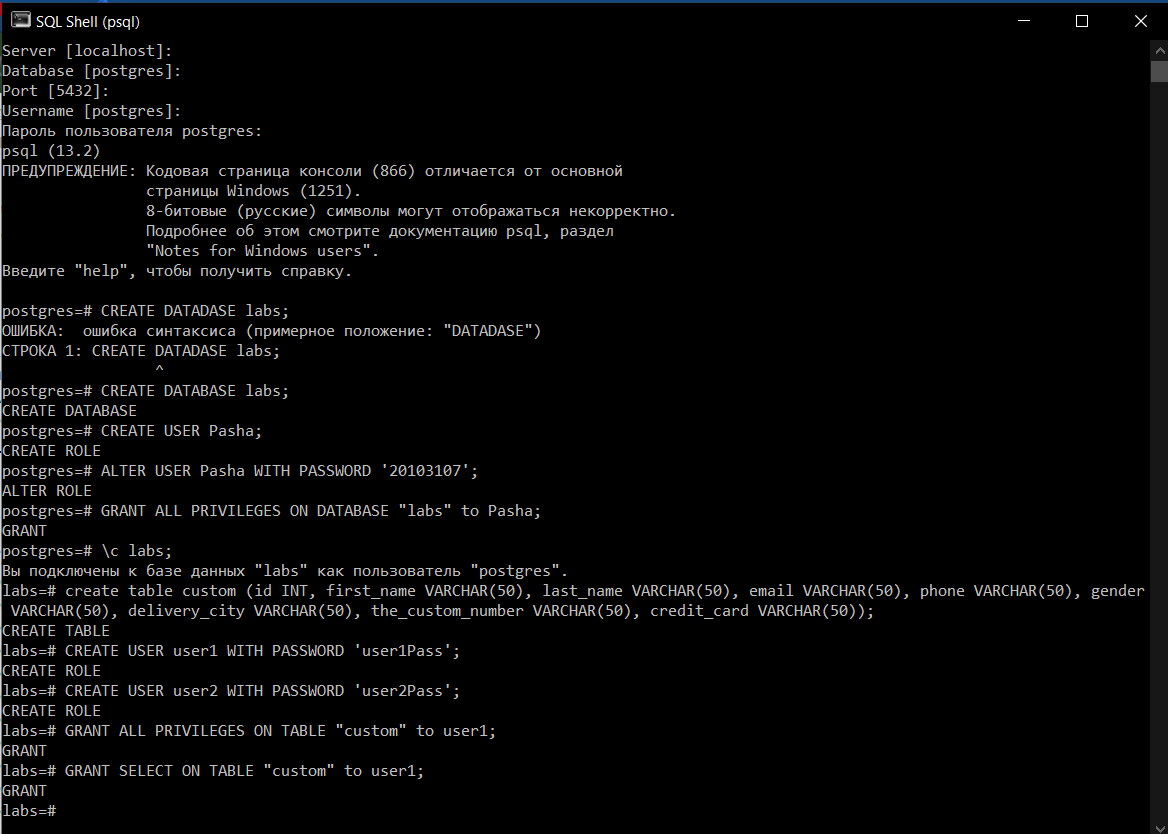 SQL Shell (psql)
Server [localhost]:
Database [postgres]:
Port [5432]:
Username [postgres]:
Пароль пользователя postgres:
psql (13.2)
ПРЕДУПРЕЖДЕНИЕ: Кодовая страница консоли (866) отличается от основной
страницы Windows (1251).
8-битовые (русские) символы могут отображаться некорректно.
Подробнее об этом смотрите документацию psql, раздел
"Notes for Windows users".
Введите "help", чтобы получить справку.
postgres=# CREATE DATADASE labs;
ОШИБКА:  ошибка синтаксиса (примерное положение: "DATADASE")
СТРОКА 1: CREATE DATADASE labs;
^
postgres=# CREATE DATABASE labs;
CREATE DATABASE
postgres=# CREATE USER Pasha;
CREATE ROLE
postgres=# ALTER USER Pasha WITH PASSWORD '20103107';
ALTER ROLE
postgres=# GRANT ALL PRIVILEGES ON DATABASE "labs" to Pasha;
GRANT
postgres=# \c labs;
Вы подключены к базе данных "labs" как пользователь "postgres".
labs=# create table custom (id INT, first_name VARCHAR(50), last_name VARCHAR(50), email VARCHAR(50), phone VARCHAR(50), gender
VARCHAR(50), delivery_city VARCHAR(50), the_custom_number VARCHAR(50), credit_card VARCHAR(50));
CREATE TABLE
labs=# CREATE USER user1 WITH PASSWORD 'user1Pass';
CREATE ROLE
labs=# CREATE USER user2 WITH PASSWORD 'user2Pass';
CREATE ROLE
labs=# GRANT ALL PRIVILEGES ON TABLE "custom" to user1;
GRANT
labs=# GRANT SELECT ON TABLE "custom" to user1;
GRANT
labs=#